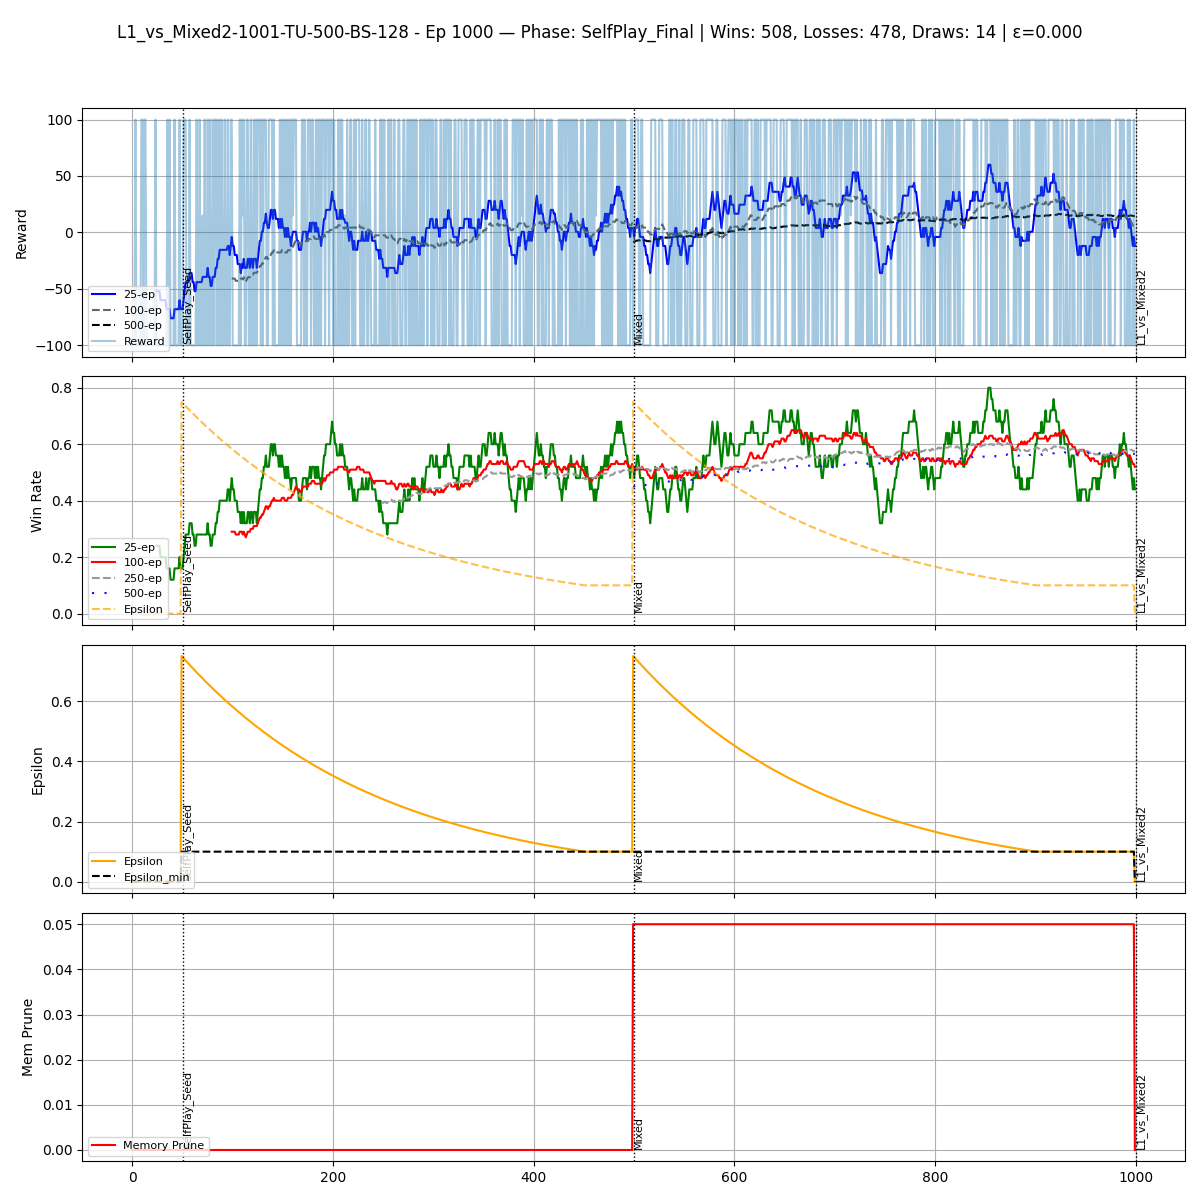 L1_vs_Mixed2-1001-TU-500-BS-128 - Ep 1000 — Phase: SelfPlay_Final | Wins: 508, Losses: 478, Draws: 14 | ε=0.000
Reward
100
50
0
−50
−100
25-ep
100-ep
500-ep
Reward
SelfPlay_Seed
Mixed
L1_vs_Mixed2
Win Rate
0.8
0.6
0.4
0.2
0.0
25-ep
100-ep
250-ep
500-ep
Epsilon
SelfPlay_Seed
Mixed
L1_vs_Mixed2
Epsilon
0.6
0.4
0.2
0.0
Epsilon
Epsilon_min
SelfPlay_Seed
Mixed
L1_vs_Mixed2
Mem Prune
0.05
0.04
0.03
0.02
0.01
0.00
Memory Prune
lfPlay_Seed
Mixed
L1_vs_Mixed2
0
200
400
600
800
1000